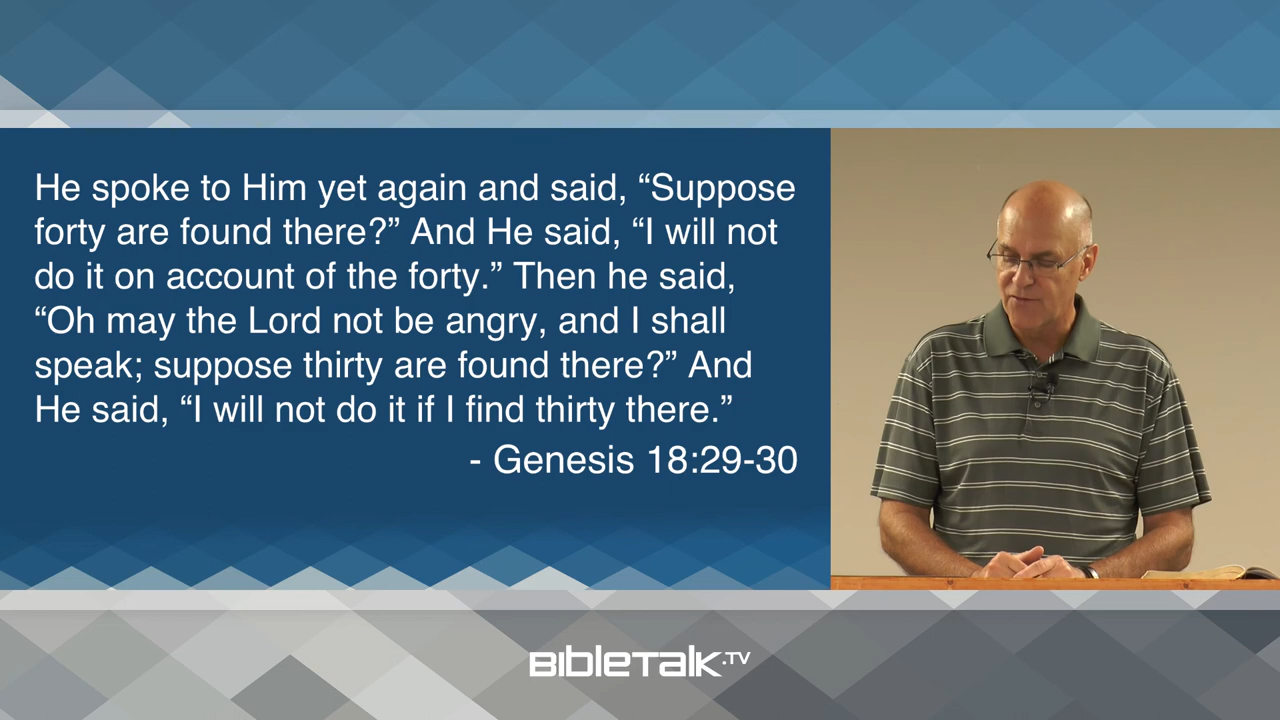 He spoke to Him yet again and said, “Suppose
forty are found there?” And He said, “I will not
do it on account of the forty.” Then he said,
“Oh may the Lord not be angry, and I shall
speak; suppose thirty are found there?” And
He said, “I will not do it if I find thirty there.”
- Genesis 18:29-30
BIBLETALK.TV